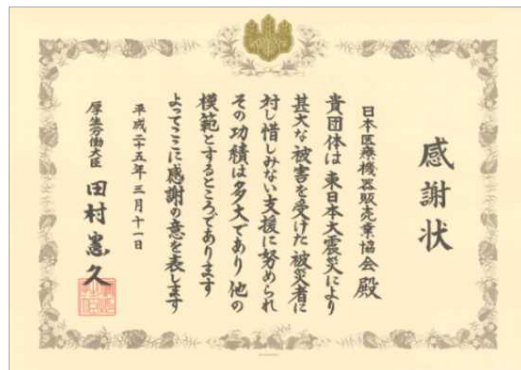 感謝状
日本医療機器販売業協会 殿
貴団体は東日本大震災により
甚大な被害を受けた被災者に
対し惜しみない支援に努められ
その功績は多大であり他の
模範とするところであります
よってここに感謝の意を表します
平成二十五年三月十一日
厚生労働大臣 田村憲久